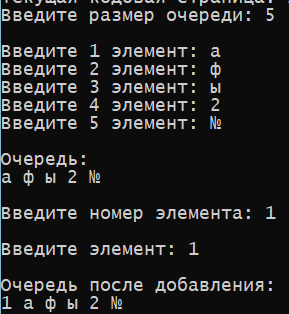 Текущая кодовая страница:
Введите размер очереди: 5
Введите 1 элемент: а
Введите 2 элемент: ф
Введите 3 элемент: ы
Введите 4 элемент: 2
Введите 5 элемент: №
Очередь:
а ф ы 2 №
Введите номер элемента: 1
Введите элемент: 1
Очередь после добавления:
1 а ф ы 2 №